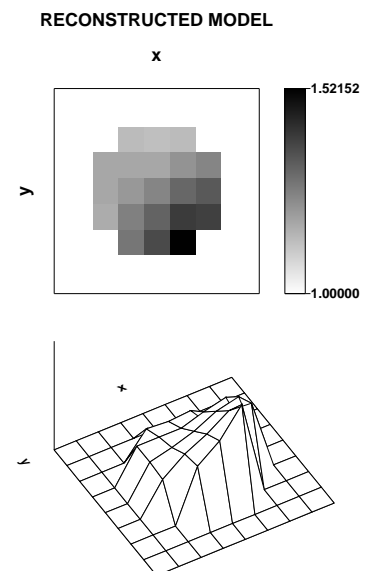 RECONSTRUCTED MODEL
x
1.52152
y
1.00000
x
y